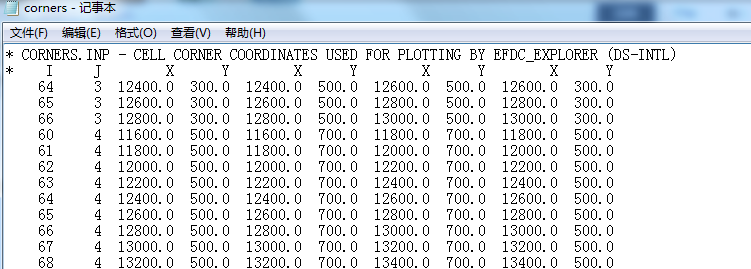 corners - 记事本
文件(F) 编辑(E) 格式(O) 查看(V) 帮助(H)
* CORNERS.INP - CELL CORNER COORDINATES USED FOR PLOTTING BY EFDC_EXPLORER (DS-INTL)
* I J X Y X Y X Y X Y
64 3 12400.0 300.0 12400.0 500.0 12600.0 500.0 12600.0 300.0
65 3 12600.0 300.0 12600.0 500.0 12800.0 500.0 12800.0 300.0
66 3 12800.0 300.0 12800.0 500.0 13000.0 500.0 13000.0 300.0
60 4 11600.0 500.0 11600.0 700.0 11800.0 700.0 11800.0 500.0
61 4 11800.0 500.0 11800.0 700.0 12000.0 700.0 12000.0 500.0
62 4 12000.0 500.0 12000.0 700.0 12200.0 700.0 12200.0 500.0
63 4 12200.0 500.0 12200.0 700.0 12400.0 700.0 12400.0 500.0
64 4 12400.0 500.0 12400.0 700.0 12600.0 700.0 12600.0 500.0
65 4 12600.0 500.0 12600.0 700.0 12800.0 700.0 12800.0 500.0
66 4 12800.0 500.0 12800.0 700.0 13000.0 700.0 13000.0 500.0
67 4 13000.0 500.0 13000.0 700.0 13200.0 700.0 13200.0 500.0
68 4 13200.0 500.0 13200.0 700.0 13400.0 700.0 13400.0 500.0